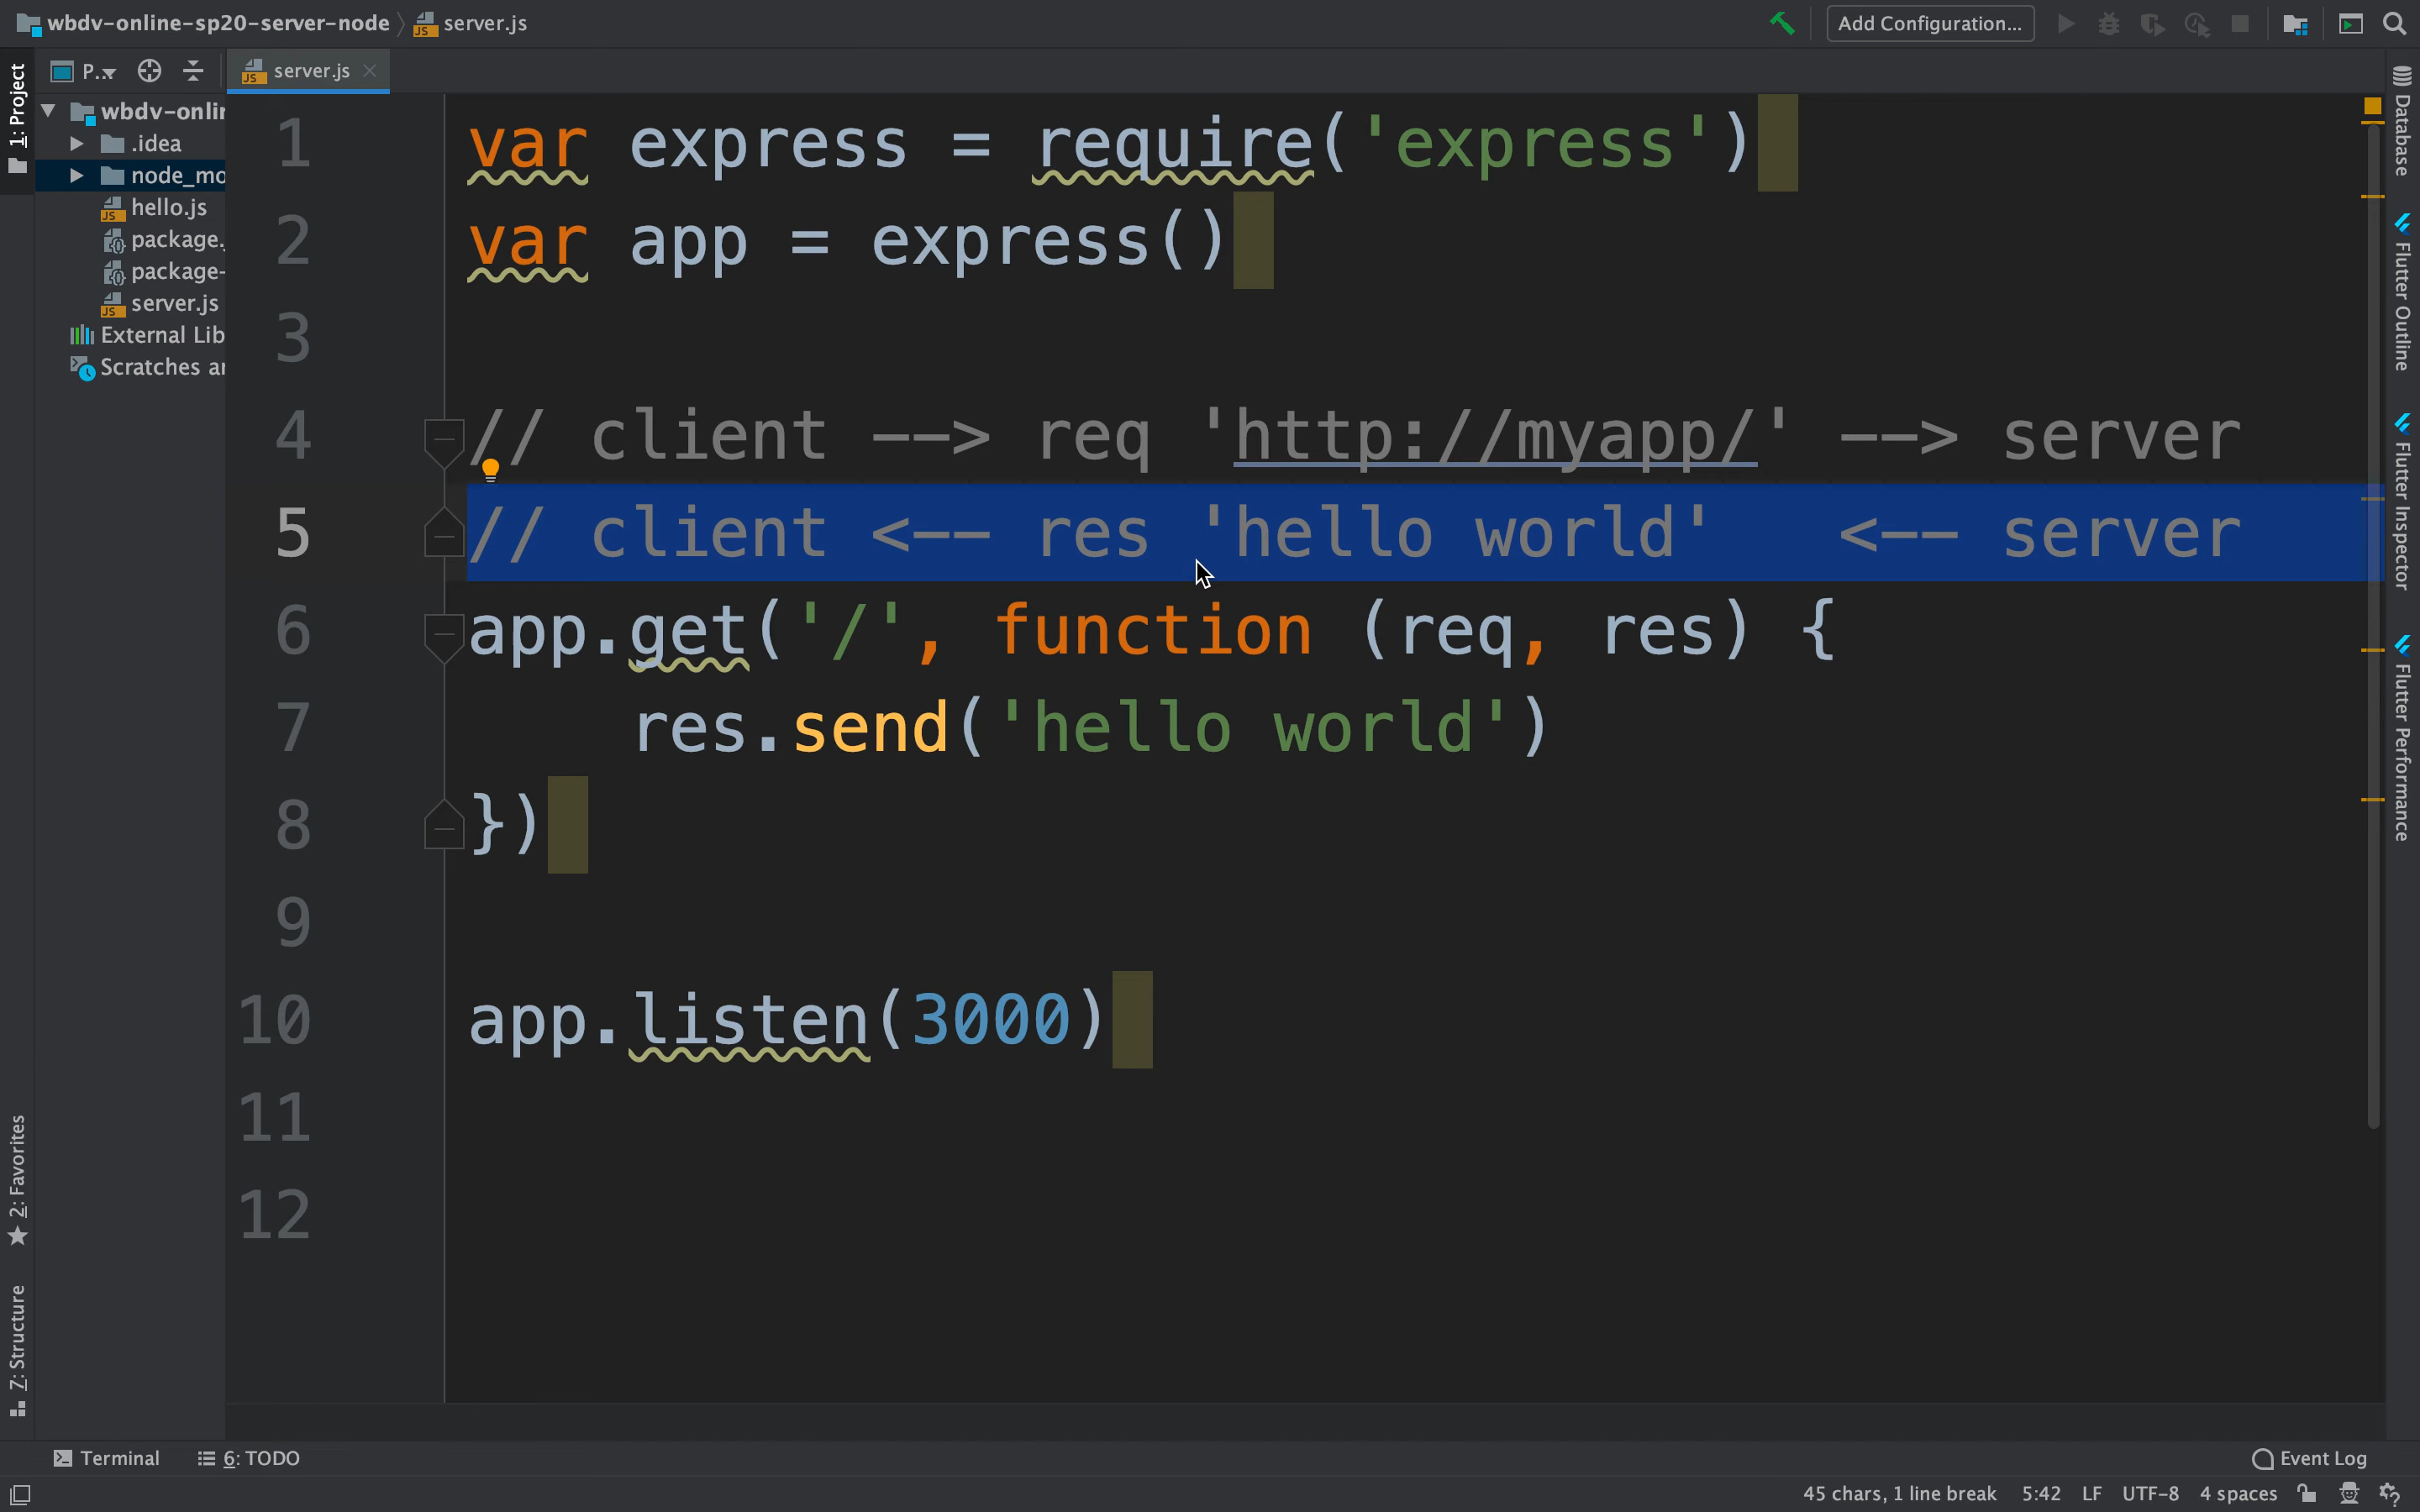 wbdv-online-sp20-server-node
server.js
Add Configuration...
1: Project
P...
server.js
wbdv-onlin
.idea
node_mo
hello.js
package.
package-
server.js
External Lib
Scratches a
1 var express = require('express')
2 var app = express()
3
4 // client --> req 'http://myapp/' --> server
5 // client <-- res 'hello world'   <-- server
6 app.get('/', function (req, res) {
7     res.send('hello world')
8 })
9
10 app.listen(3000)
11
12
Database
Flutter Outline
Flutter Inspector
Flutter Performance
2: Favorites
Z: Structure
Terminal
6: TODO
Event Log
45 chars, 1 line break 5:42 LF UTF-8 4 spaces